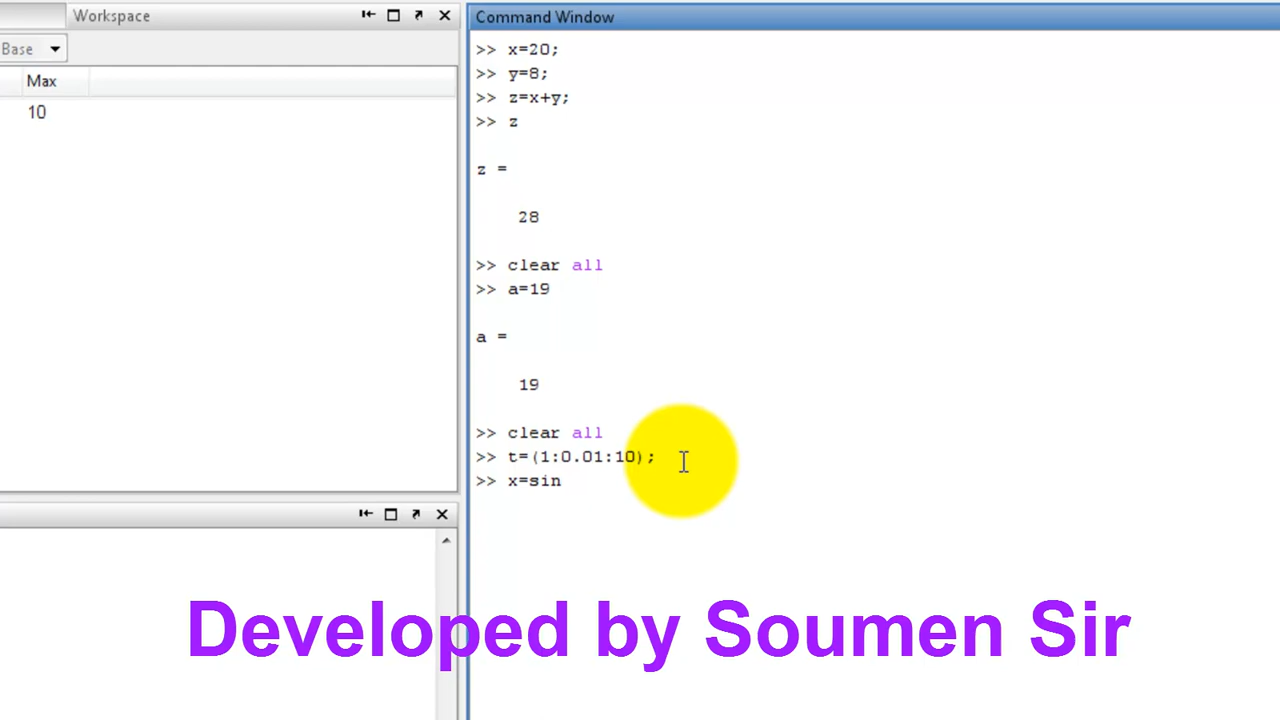 Workspace
Base
Max
10
Command Window
>> x=20;
>> y=8;
>> z=x+y;
>> z
z =
28
>> clear all
>> a=19
a =
19
>> clear all
>> t=(1:0.01:10);
>> x=sin
Developed by Soumen Sir